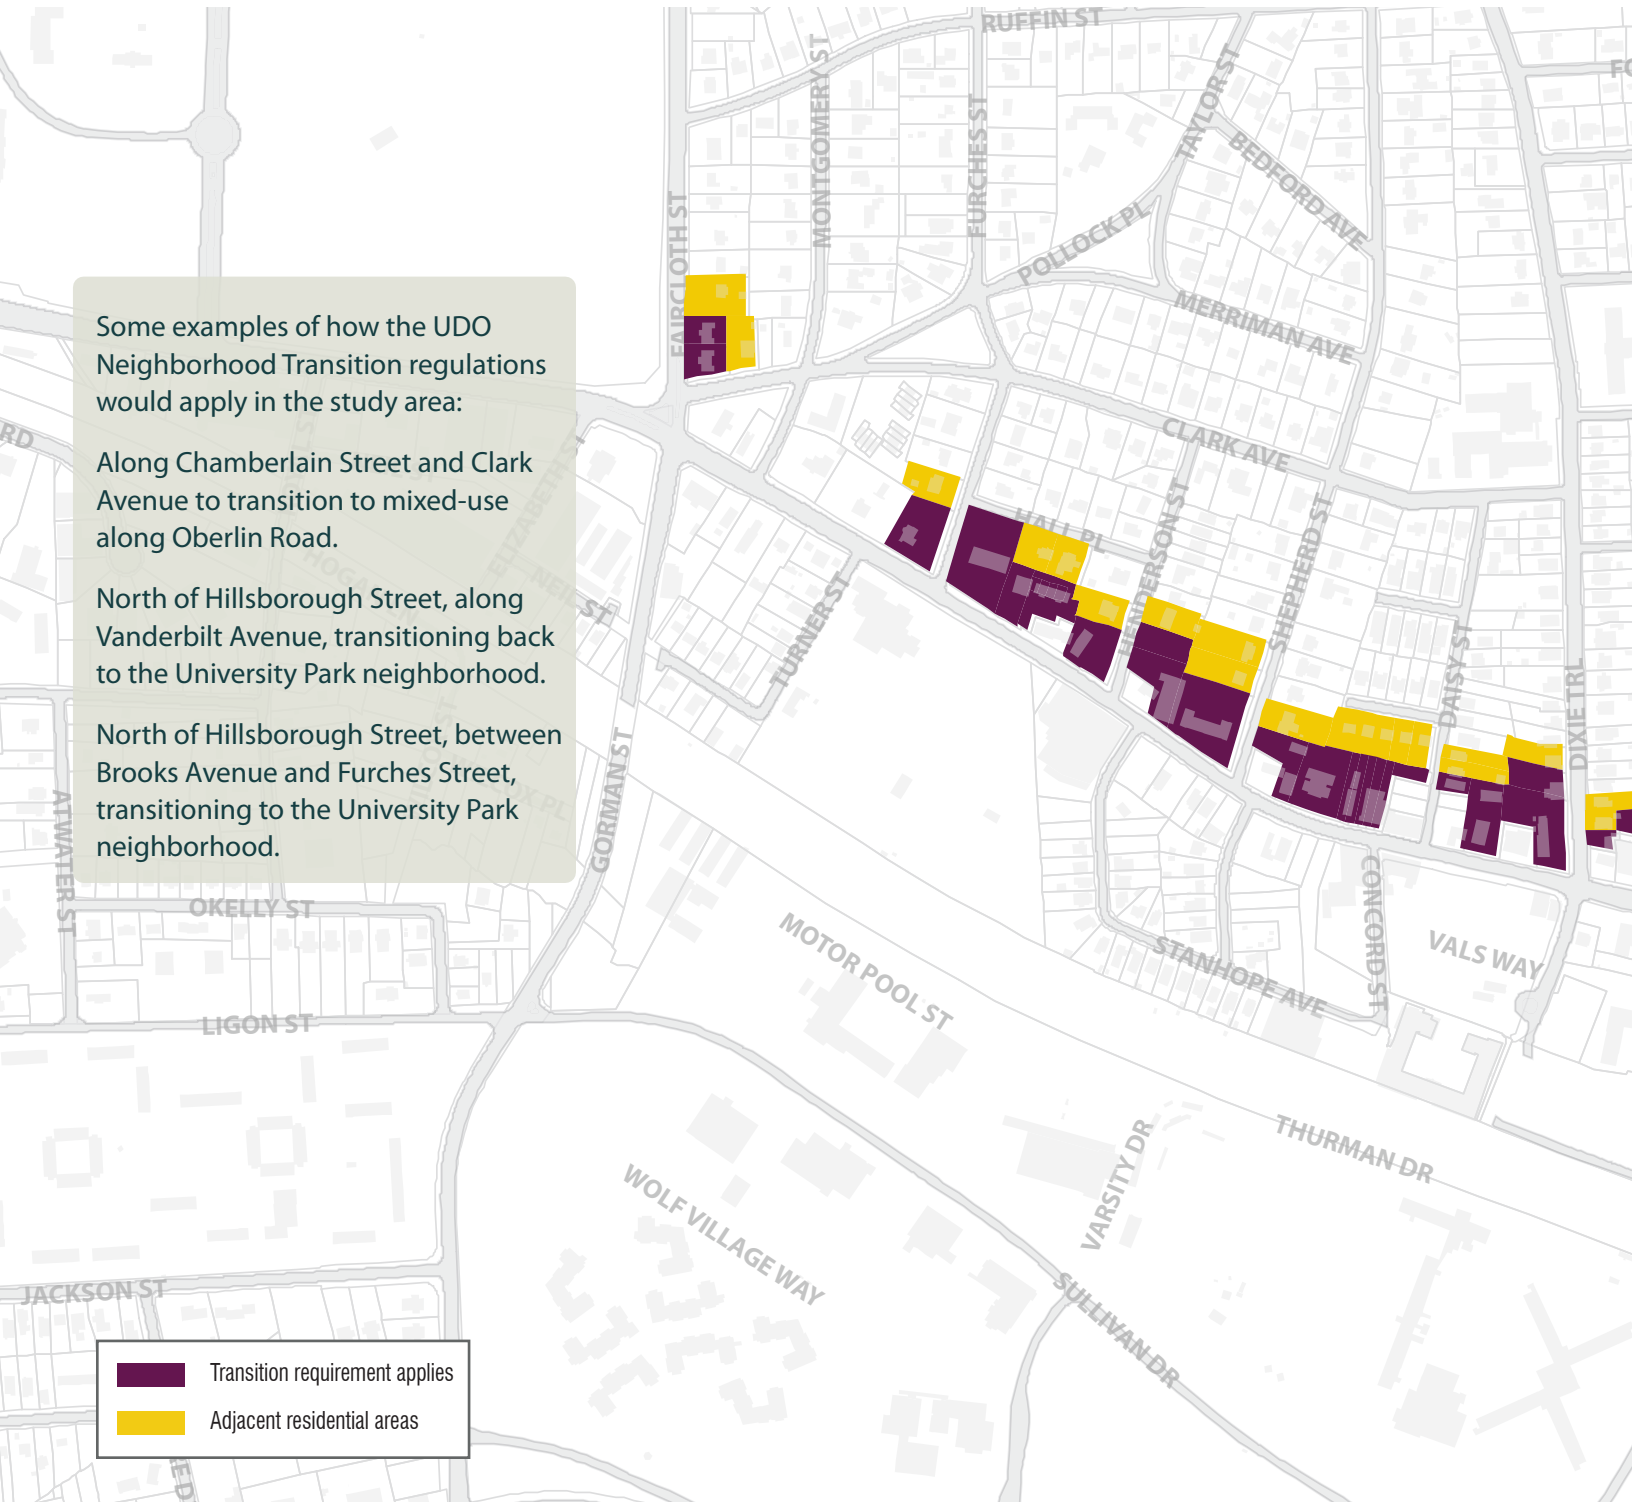 RUFFIN ST
FAIRCLOTH ST
MONTGOMERY ST
FURCHES ST
TAYLOR ST
BEDFORD AVE
POLLOCK PL
MERRIMAN AVE
CLARK AVE
HALL PL
HENDERSON ST
SHEPHERD ST
DAISY ST
DIXIE TRL
Some examples of how the UDO
Neighborhood Transition regulations
would apply in the study area:
Along Chamberlain Street and Clark
Avenue to transition to mixed-use
along Oberlin Road.
North of Hillsborough Street, along
Vanderbilt Avenue, transitioning back
to the University Park neighborhood.
North of Hillsborough Street, between
Brooks Avenue and Furches Street,
transitioning to the University Park
neighborhood.
RD
ELIZABETH ST
NEIL ST
TURNER ST
GORMAN ST
ATWATER ST
OKELLY ST
LIGON ST
MOTOR POOL ST
STANHOPE AVE
CONCORD ST
VALS WAY
THURMAN DR
VARSITY DR
WOLF VILLAGE WAY
SULLIVAN DR
JACKSON ST
Transition requirement applies
Adjacent residential areas